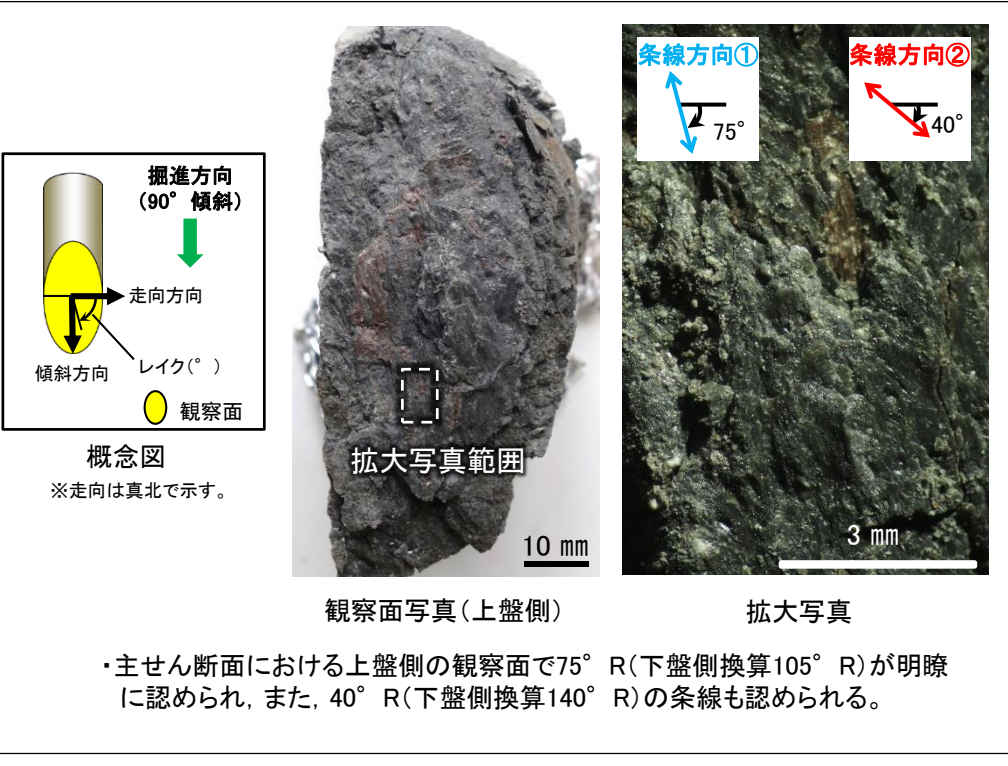 掘進方向
(90°傾斜)
走向方向
レイク(° )
傾斜方向
観察面
概念図
※走向は真北で示す。
拡大写真範囲
10 ㎜
観察面写真(上盤側)
条線方向①
75°
条線方向②
40°
3 ㎜
拡大写真
・主せん断面における上盤側の観察面で75° R(下盤側換算105° R)が明瞭
に認められ,また,40° R(下盤側換算140° R)の条線も認められる。